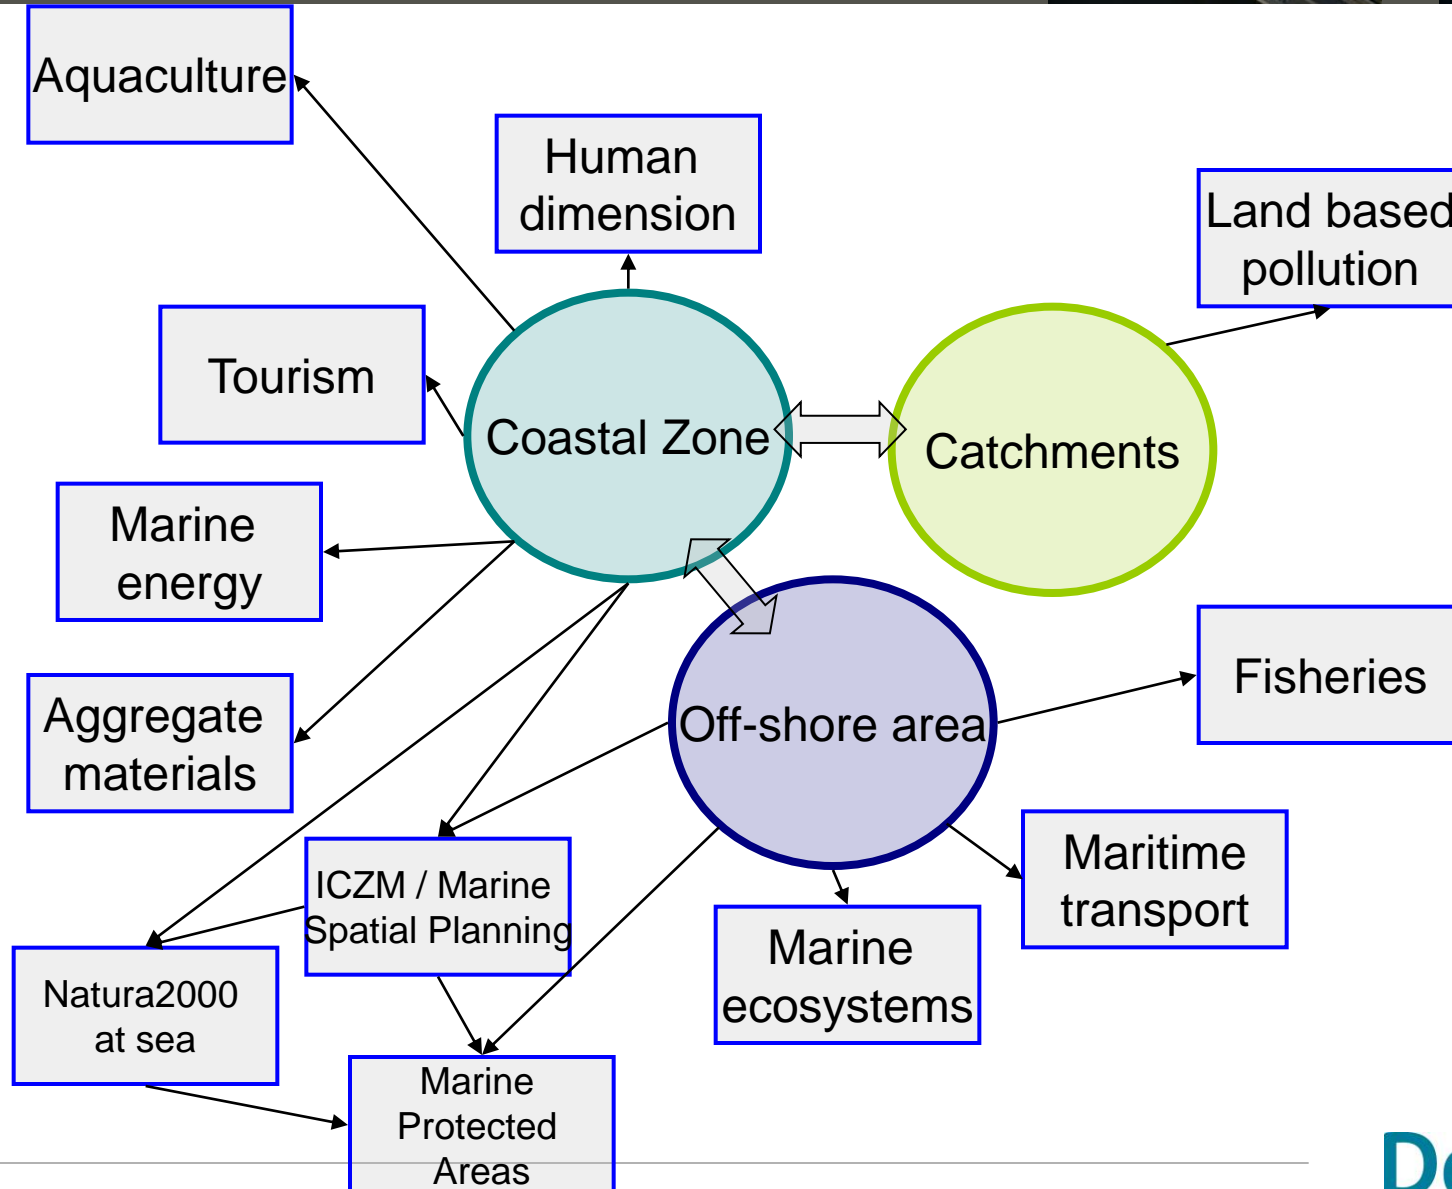 Aquaculture
Human
dimension
Land based
pollution
Tourism
Coastal Zone
Catchments
Marine
energy
Aggregate
materials
Off-shore area
Fisheries
ICZM / Marine
Spatial Planning
Maritime
transport
Marine
ecosystems
Natura2000
at sea
Marine
Protected
Areas